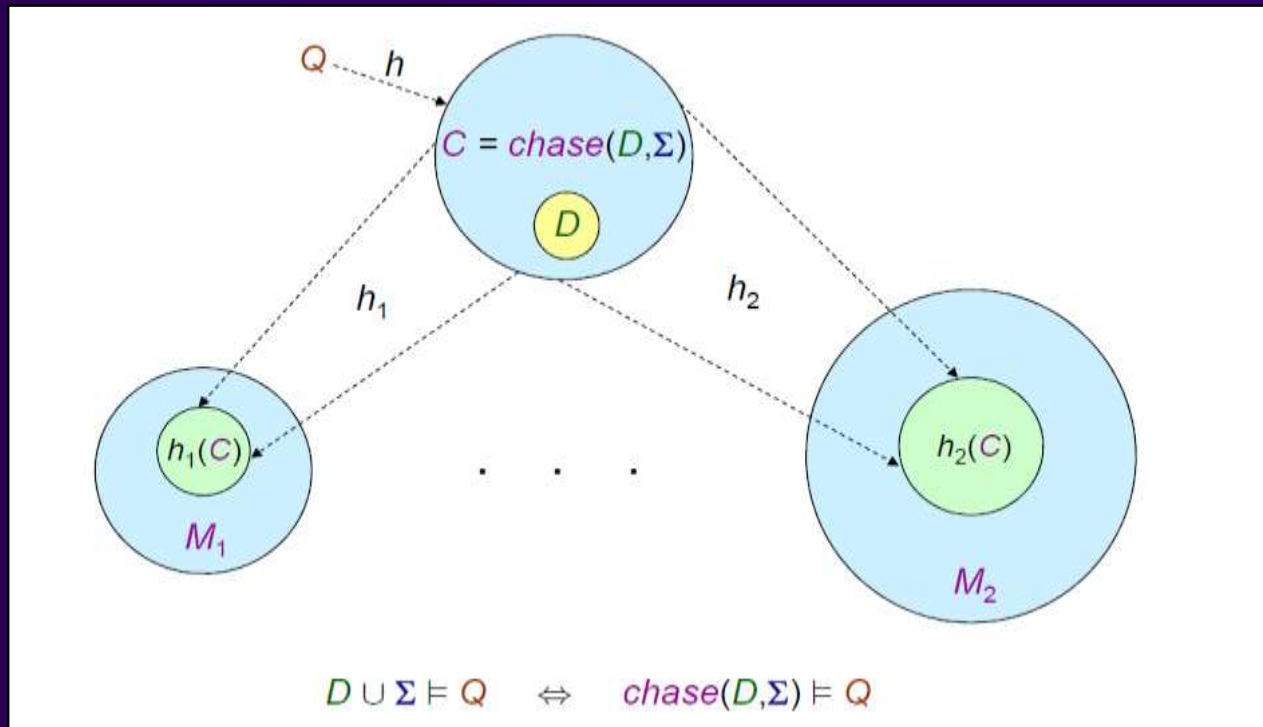 Q h
C = chase(D,Σ)
D
h₁ h₂
h₁(C) . . . h₂(C)
M₁
M₂
D ∪ Σ ⊨ Q ⇔ chase(D,Σ) ⊨ Q